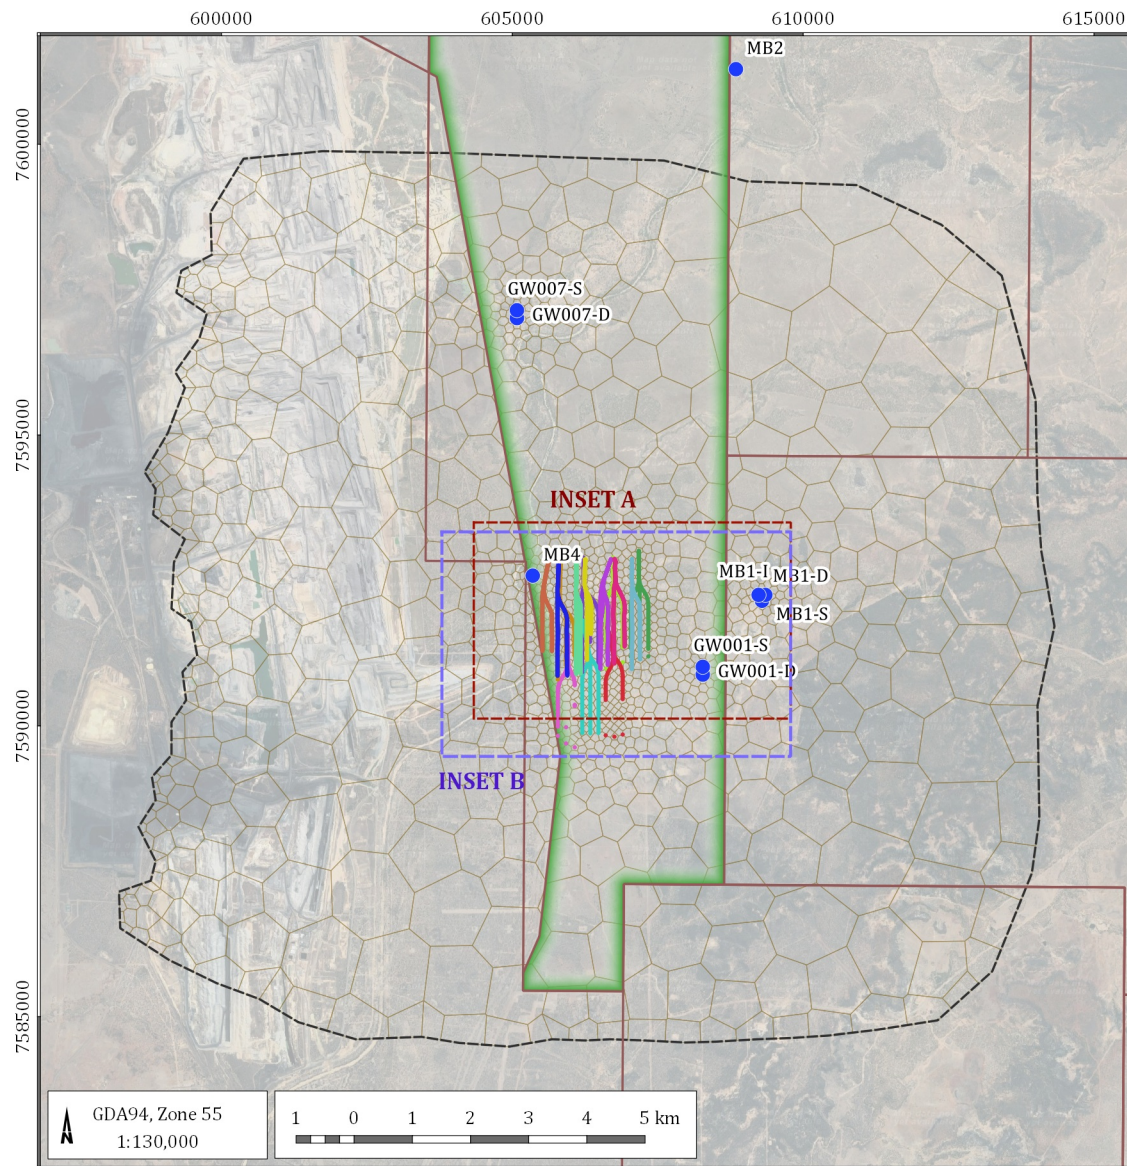 600000
605000
610000
615000
7600000
7595000
7590000
7585000
MB2
GW007-S
GW007-D
INSET A
MB4
MB1-I
MB1-D
MB1-S
GW001-S
GW001-D
INSET B
GDA94, Zone 55
1:130,000
1 0 1 2 3 4 5 km
N